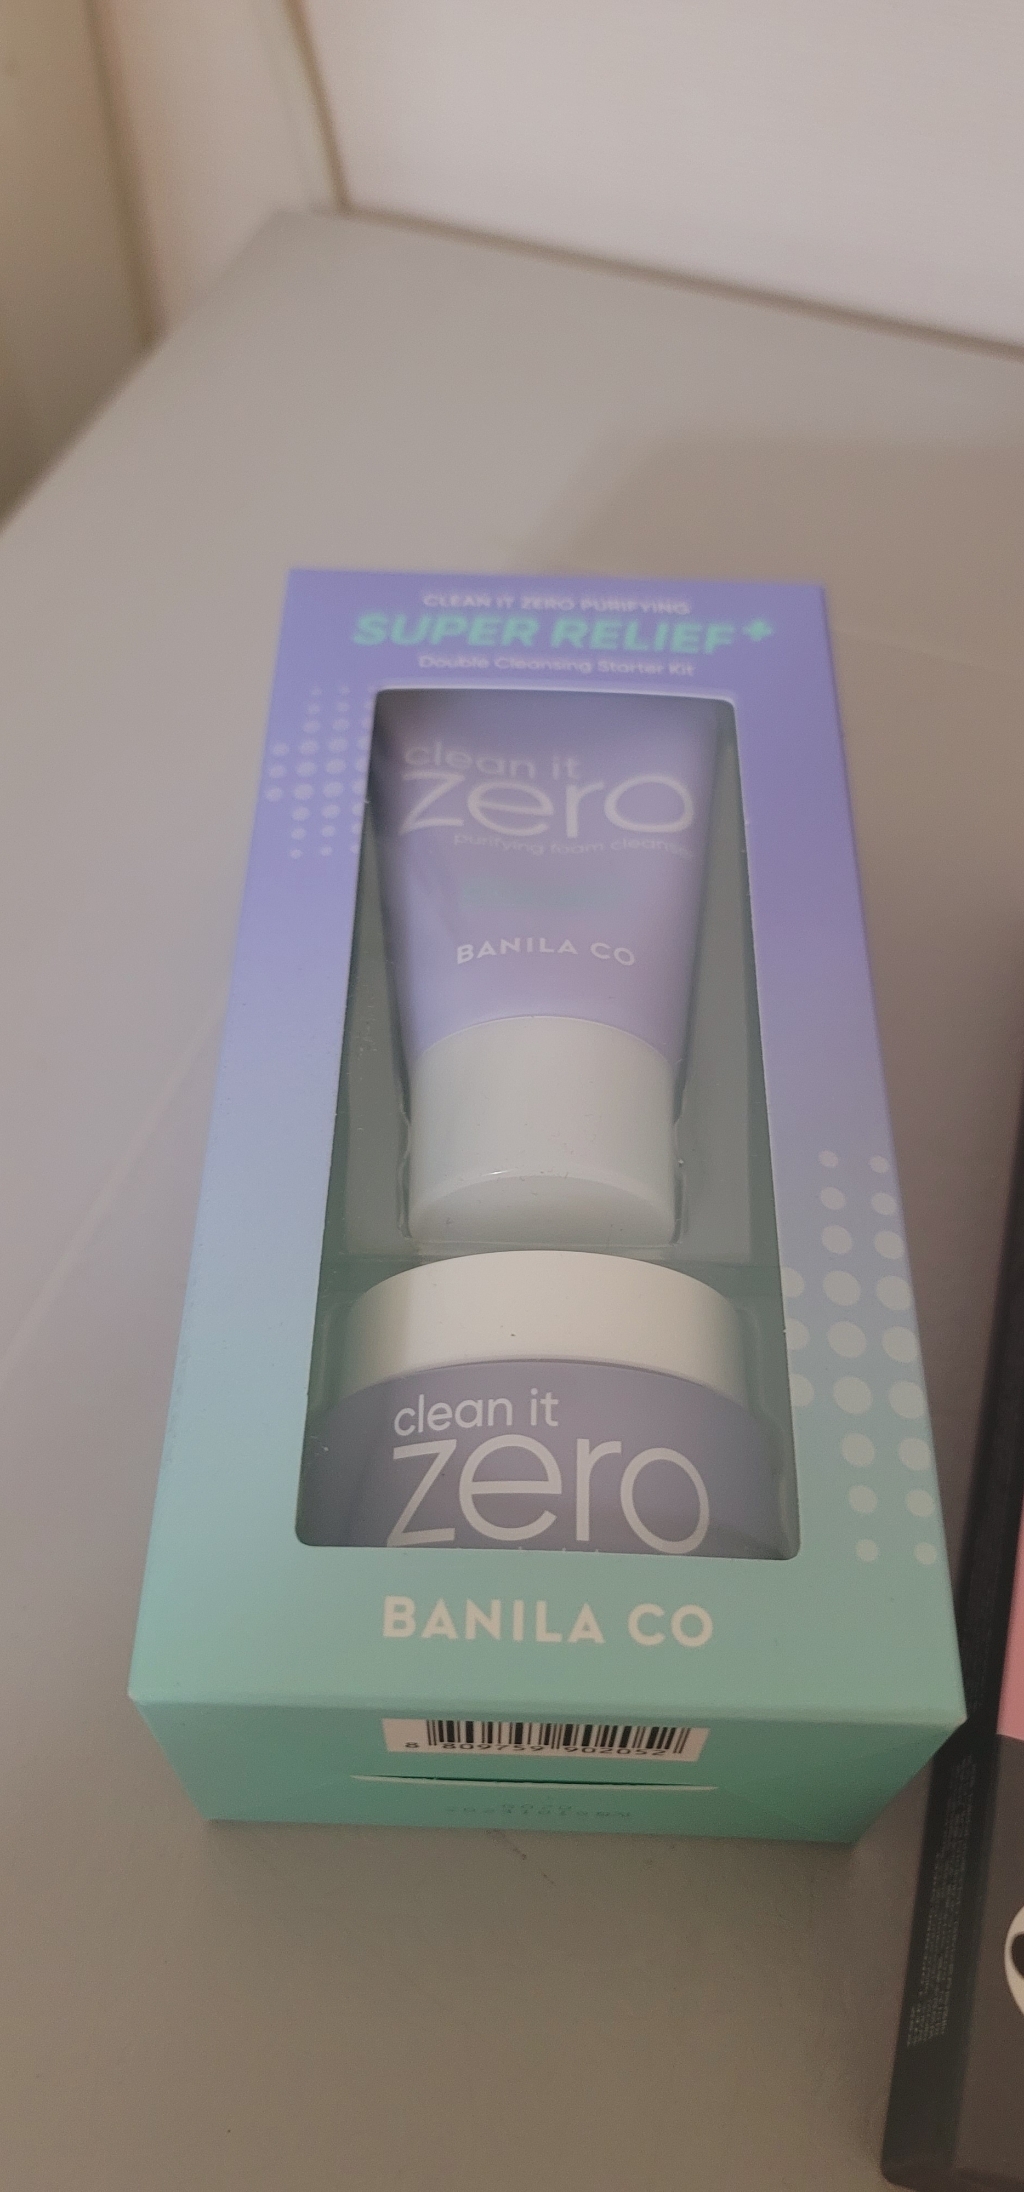 CLEAN IT ZERO PURIFYING
SUPER RELIEF+
Double Cleansing Starter Kit
clean it
zero
purifying foam cleanser
BANILA CO
clean it
zero
BANILA CO
8 809759 902052